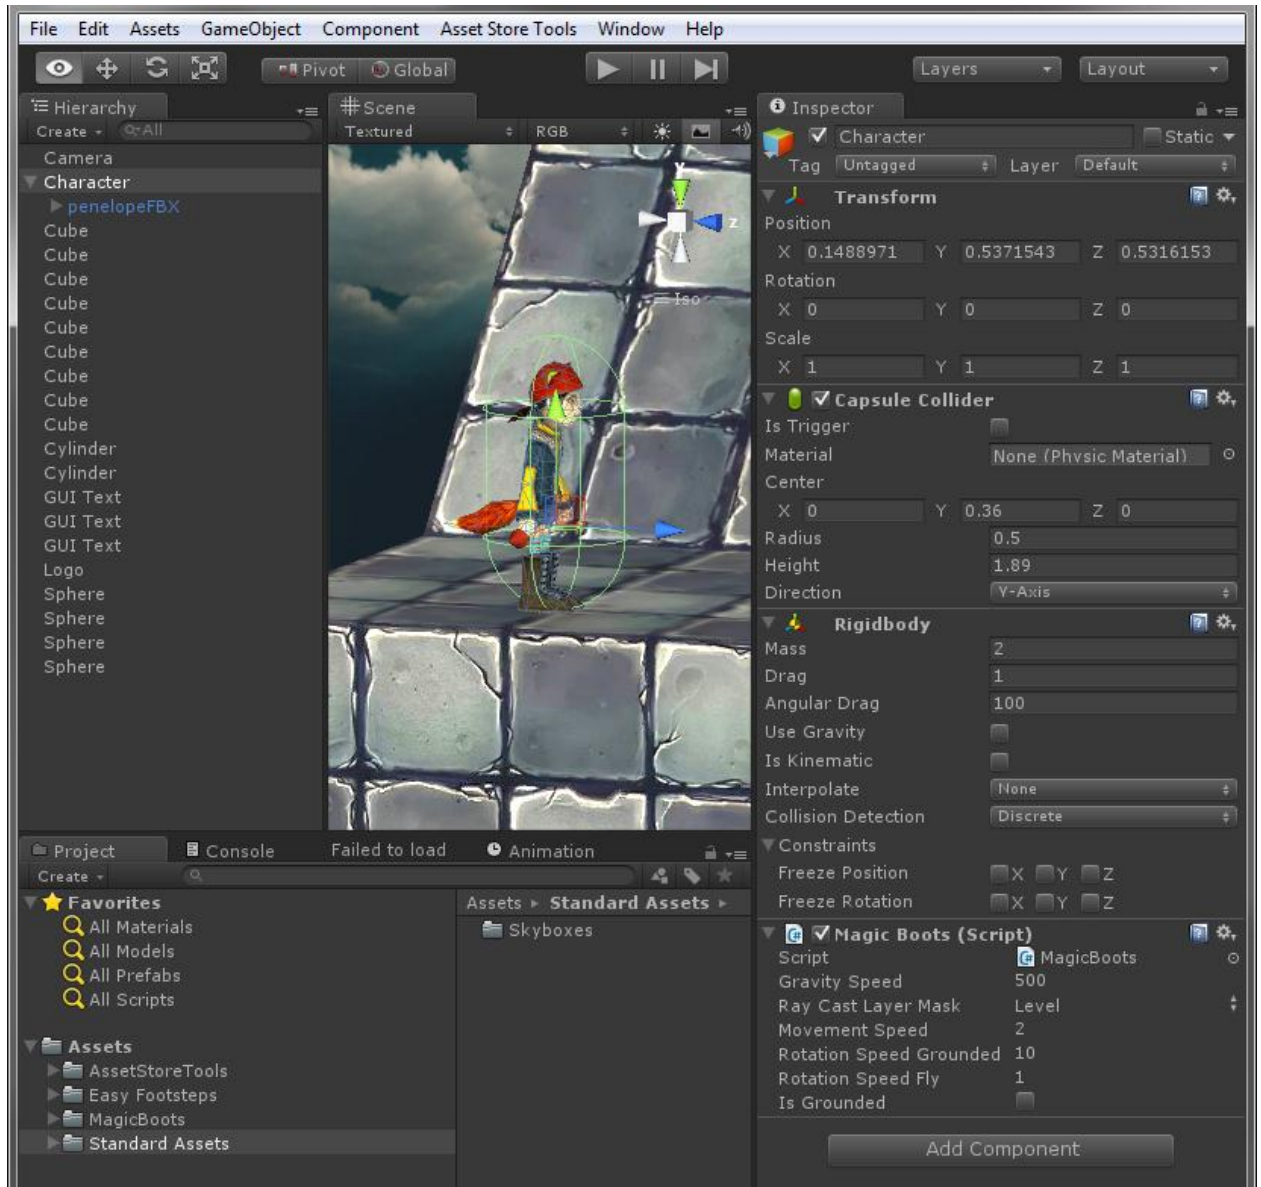 File Edit Assets GameObject Component Asset Store Tools Window Help
Pivot Global Layers Layout
Hierarchy
Create All
Camera
Character
penelopeFBX
Cube
Cube
Cube
Cube
Cube
Cube
Cube
Cube
Cube
Cylinder
Cylinder
GUI Text
GUI Text
GUI Text
Logo
Sphere
Sphere
Sphere
Sphere
Scene
Textured RGB
Y
Z
Iso
Inspector
Character Static
Tag Untagged Layer Default
Transform
Position
X 0.1488971 Y 0.5371543 Z 0.5316153
Rotation
X 0 Y 0 Z 0
Scale
X 1 Y 1 Z 1
Capsule Collider
Is Trigger
Material None (Physic Material)
Center
X 0 Y 0.36 Z 0
Radius 0.5
Height 1.89
Direction Y-Axis
Rigidbody
Mass 2
Drag 1
Angular Drag 100
Use Gravity
Is Kinematic
Interpolate None
Collision Detection Discrete
Constraints
Freeze Position X Y Z
Freeze Rotation X Y Z
Magic Boots (Script)
Script MagicBoots
Gravity Speed 500
Ray Cast Layer Mask Level
Movement Speed 2
Rotation Speed Grounded 10
Rotation Speed Fly 1
Is Grounded
Add Component
Project Console Failed to load Animation
Create
Favorites
All Materials
All Models
All Prefabs
All Scripts
Assets
AssetStoreTools
Easy Footsteps
MagicBoots
Standard Assets
Assets Standard Assets
Skyboxes